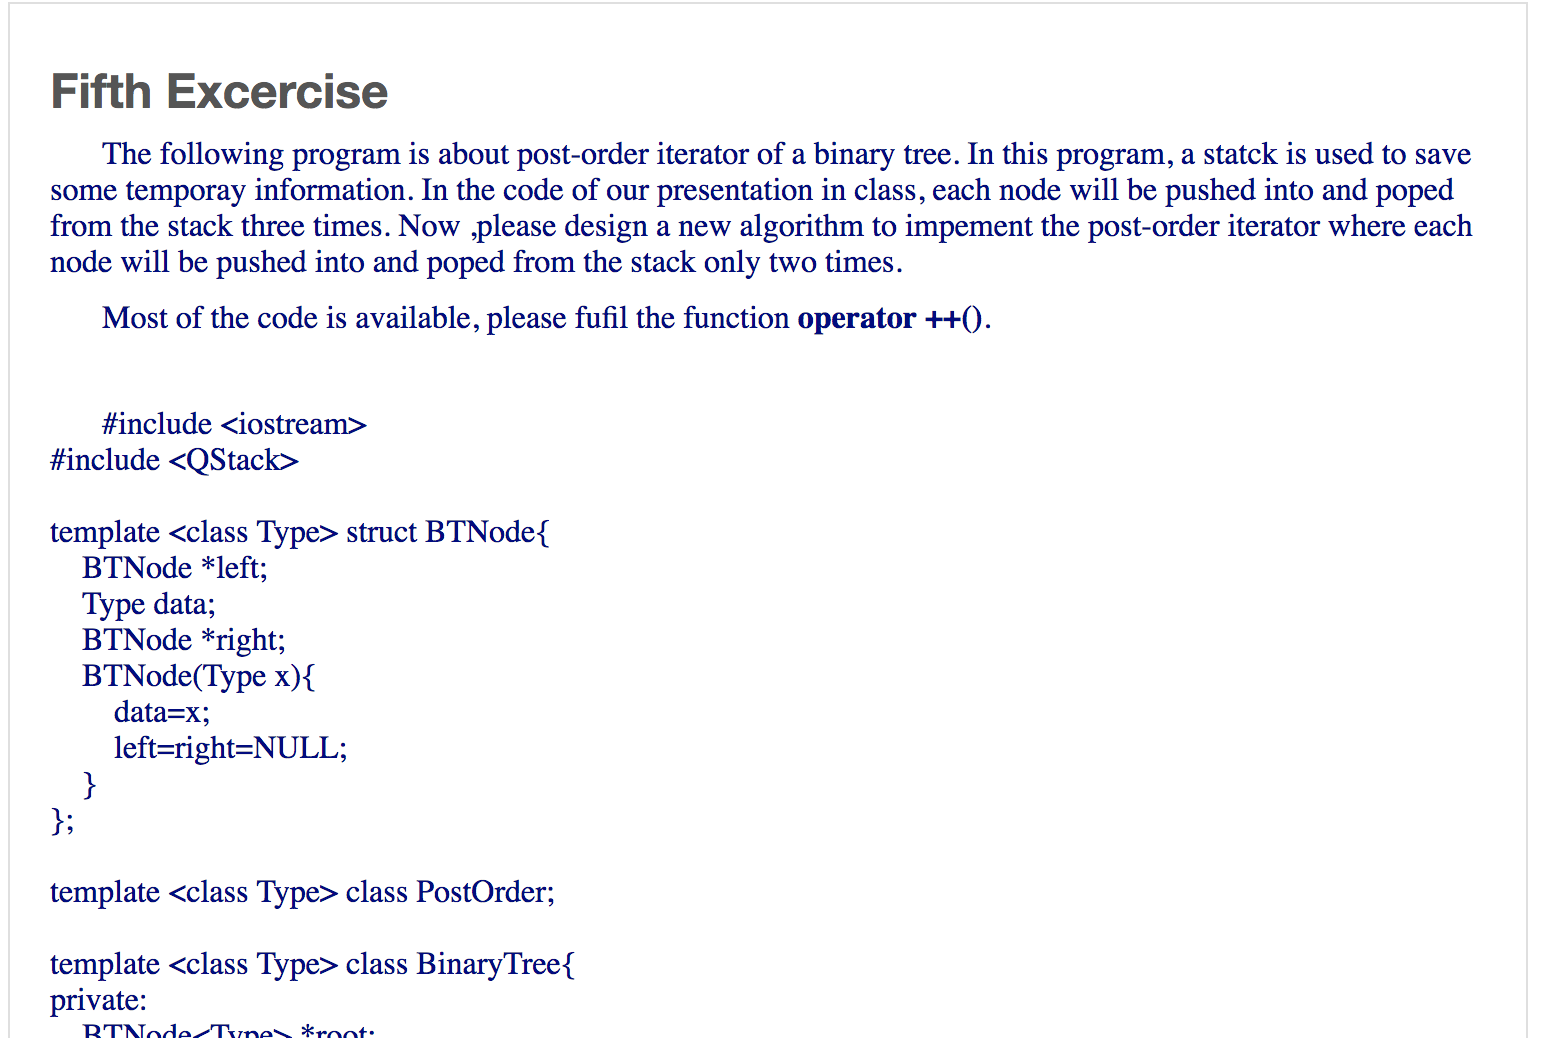 Fifth Excercise
The following program is about post-order iterator of a binary tree. In this program, a statck is used to save
some temporay information. In the code of our presentation in class, each node will be pushed into and poped
from the stack three times. Now ,please design a new algorithm to impement the post-order iterator where each
node will be pushed into and poped from the stack only two times.
Most of the code is available, please fufil the function operator ++().
#include <iostream>
#include <QStack>
template <class Type> struct BTNode{
BTNode *left;
Type data;
BTNode *right;
BTNode(Type x){
data=x;
left=right=NULL;
}
};
template <class Type> class PostOrder;
template <class Type> class BinaryTree{
private:
BTNode<Type> *root;